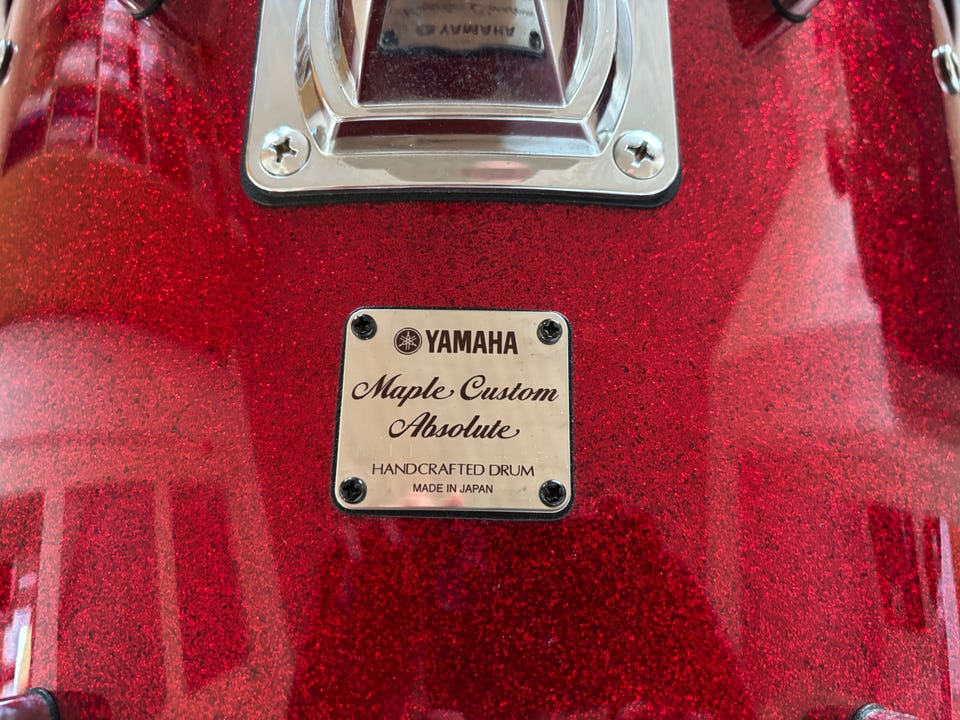 YAMAHA
Maple Custom
Absolute
HANDCRAFTED DRUM
MADE IN JAPAN